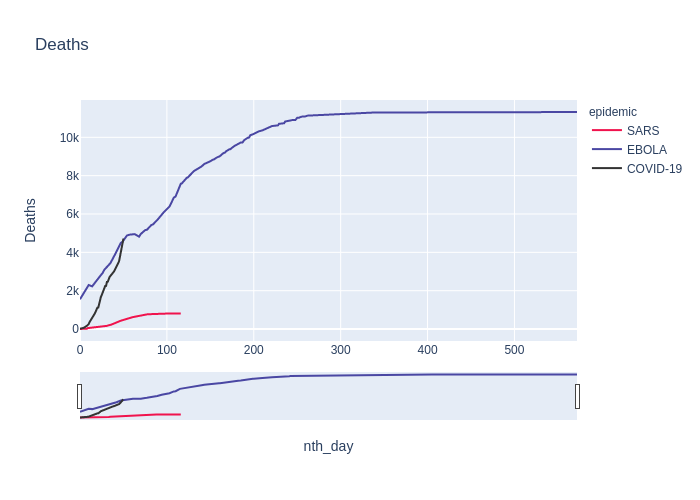 Deaths
epidemic
SARS
EBOLA
COVID-19
Deaths
10k
8k
6k
4k
2k
0
0 100 200 300 400 500
nth_day